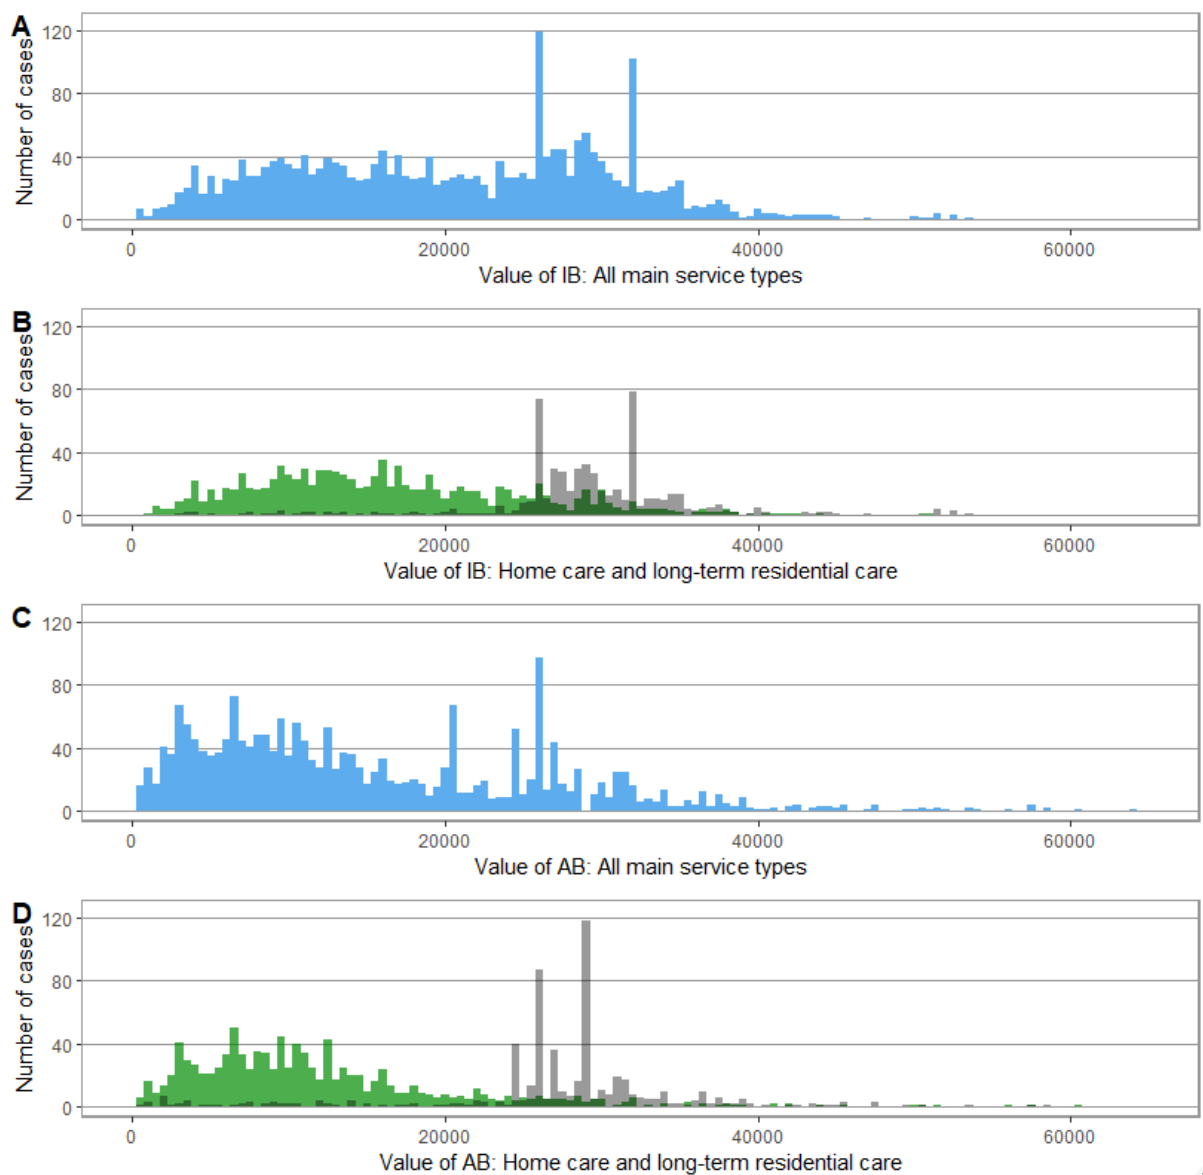 A
120
80
40
0
Number of cases
0 20000 40000 60000
Value of IB: All main service types
B
120
80
40
0
Number of cases
0 20000 40000 60000
Value of IB: Home care and long-term residential care
C
120
80
40
0
0 20000 40000 60000
Value of AB: All main service types
D
120
80
40
0
Number of cases
0 20000 40000 60000
Value of AB: Home care and long-term residential care